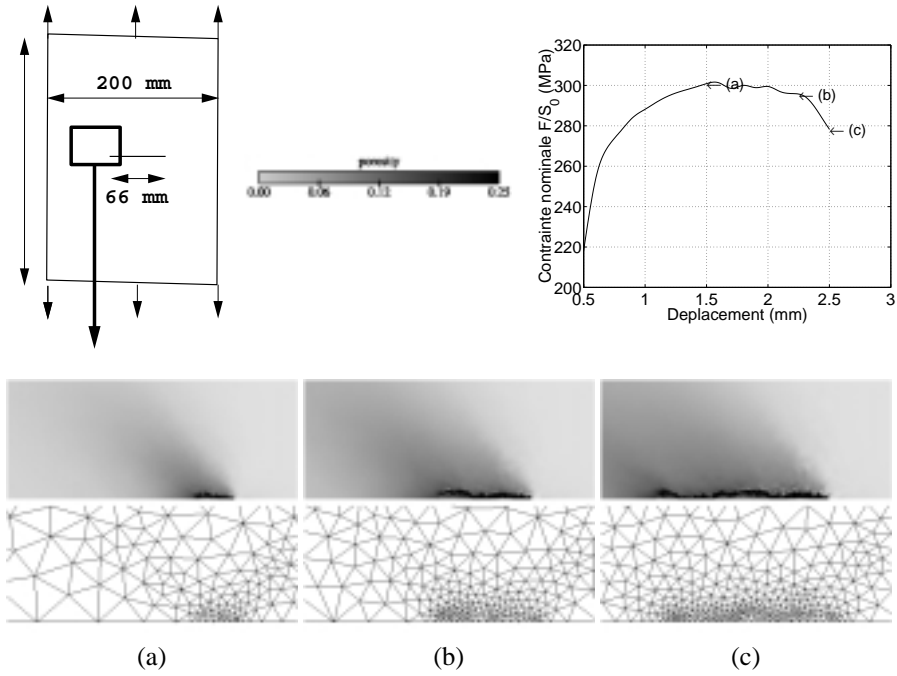 200 mm
66 mm
porosity
0.00 0.06 0.13 0.19 0.25
Contrainte nominale F/S₀ (MPa)
320
300
280
260
240
220
200
0.5 1 1.5 2 2.5 3
Deplacement (mm)
(a)
(b)
(c)
(a) (b) (c)